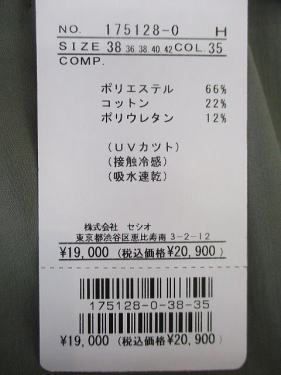 NO. 175128-0 H
SIZE 38 36.38.40.42 COL. 35
COMP.
ポリエステル 66%
コットン 22%
ポリウレタン 12%
(UVカット)
(接触冷感)
(吸水速乾)
株式会社 セシオ
東京都渋谷区恵比寿南3-2-12
¥19,000 (税込価格¥20,900)
175128-0-38-35
¥19,000 (税込価格¥20,900)